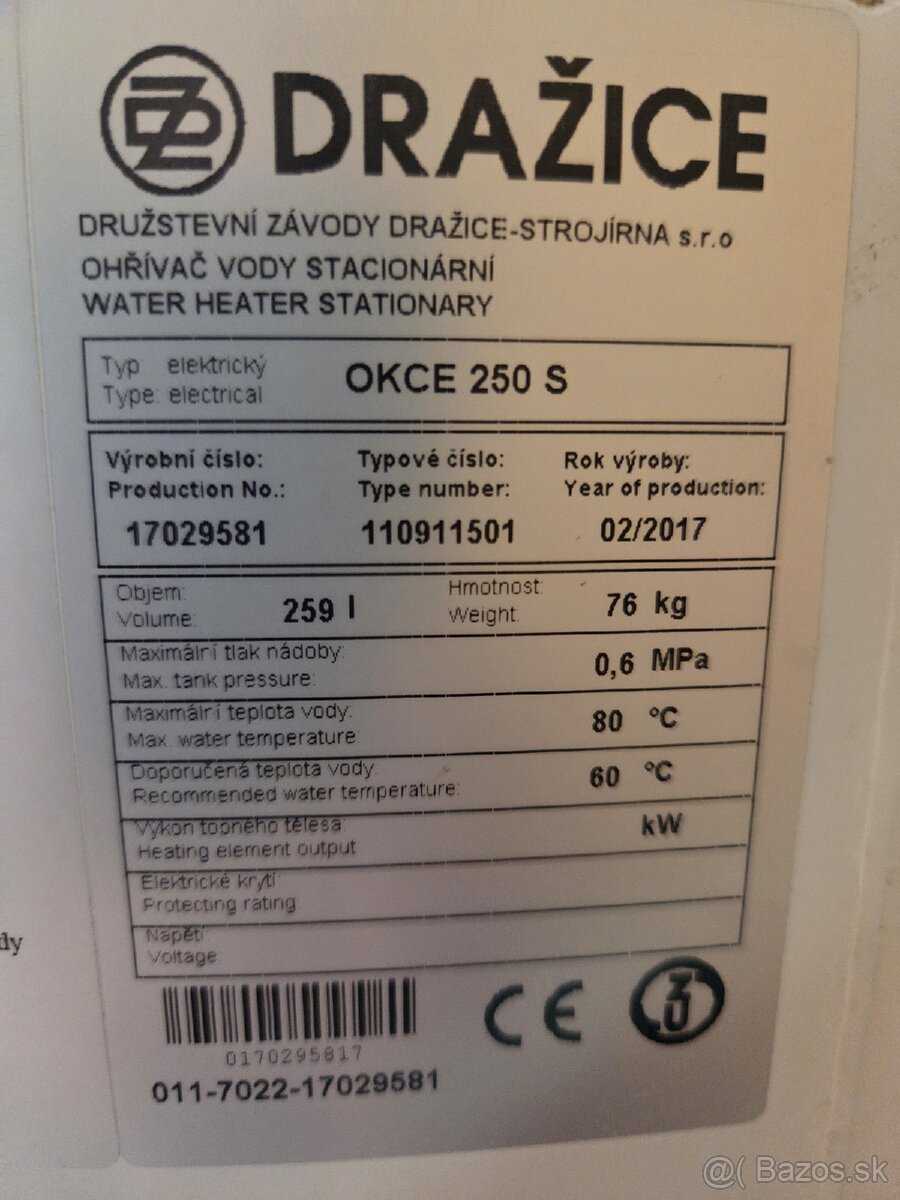 DRAŽICE
DRUŽSTEVNÍ ZÁVODY DRAŽICE-STROJÍRNA s.r.o
OHŘÍVAČ VODY STACIONÁRNÍ
WATER HEATER STATIONARY
Typ: elektrický
Type: electrical
OKCE 250 S
Výrobní číslo: Typové číslo: Rok výroby:
Production No.: Type number: Year of production:
17029581 110911501 02/2017
Objem: Hmotnost:
Volume: 259 l Weight: 76 kg
Maximální tlak nádoby:
Max. tank pressure: 0,6 MPa
Maximální teplota vody:
Max. water temperature: 80 °C
Doporučená teplota vody:
Recommended water temperature: 60 °C
Výkon topného tělesa: kW
Heating element output
Elektrické krytí:
Protecting rating
Napětí:
Voltage
dy
0170295817
CE
011-7022-17029581
@( Bazos.sk